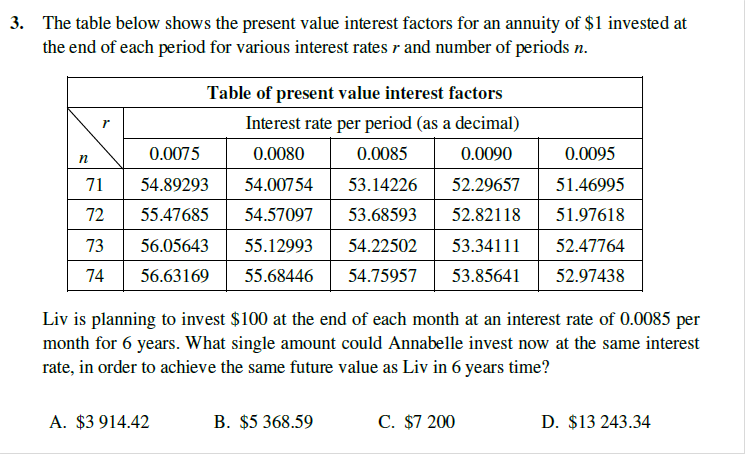 3. The table below shows the present value interest factors for an annuity of $1 invested at
the end of each period for various interest rates r and number of periods n.
Table of present value interest factors
r
Interest rate per period (as a decimal)
n
0.0075 0.0080 0.0085 0.0090 0.0095
71 54.89293 54.00754 53.14226 52.29657 51.46995
72 55.47685 54.57097 53.68593 52.82118 51.97618
73 56.05643 55.12993 54.22502 53.34111 52.47764
74 56.63169 55.68446 54.75957 53.85641 52.97438
Liv is planning to invest $100 at the end of each month at an interest rate of 0.0085 per
month for 6 years. What single amount could Annabelle invest now at the same interest
rate, in order to achieve the same future value as Liv in 6 years time?
A. $3 914.42 B. $5 368.59 C. $7 200 D. $13 243.34